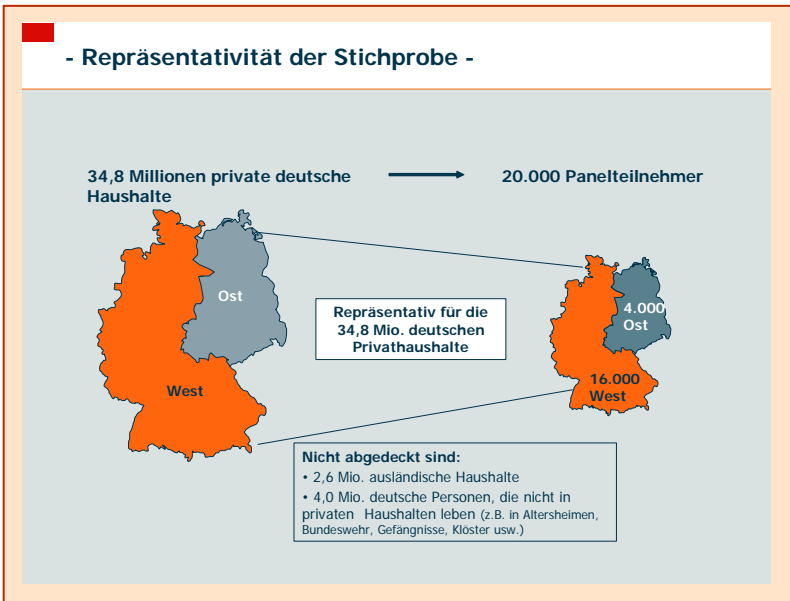 - Repräsentativität der Stichprobe -
34,8 Millionen private deutsche
Haushalte
20.000 Panelteilnehmer
Ost
West
Repräsentativ für die
34,8 Mio. deutschen
Privathaushalte
4.000
Ost
16.000
West
Nicht abgedeckt sind:
• 2,6 Mio. ausländische Haushalte
• 4,0 Mio. deutsche Personen, die nicht in
privaten Haushalten leben (z.B. in Altersheimen,
Bundeswehr, Gefängnisse, Klöster usw.)